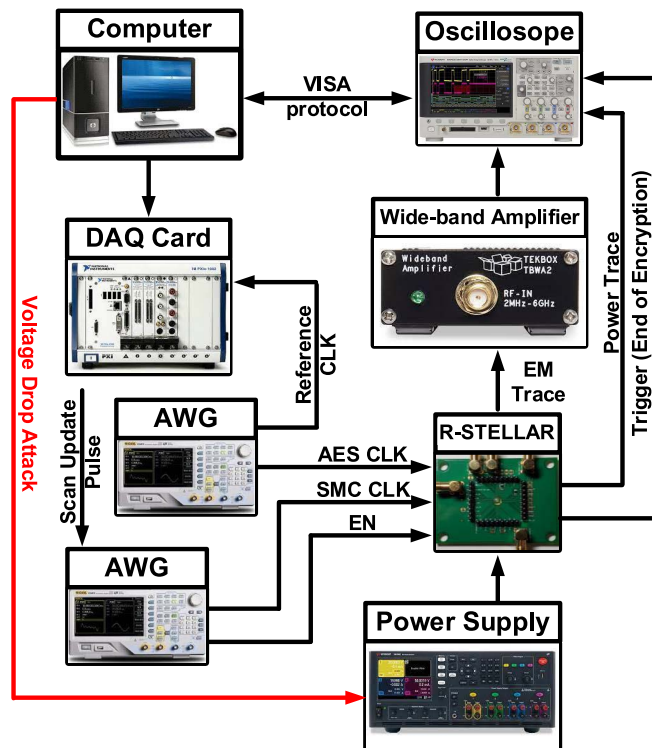 Computer
Oscillosope
VISA
protocol
DAQ Card
Wide-band Amplifier
Wideband
Amplifier
TEKBOX
TBWA2
RF-IN
2MHz-6GHz
PXI
Reference
CLK
EM
Trace
Power Trace
Trigger (End of Encryption)
Voltage Drop Attack
Scan Update
Pulse
AWG
R-STELLAR
AES CLK
SMC CLK
EN
AWG
Power Supply